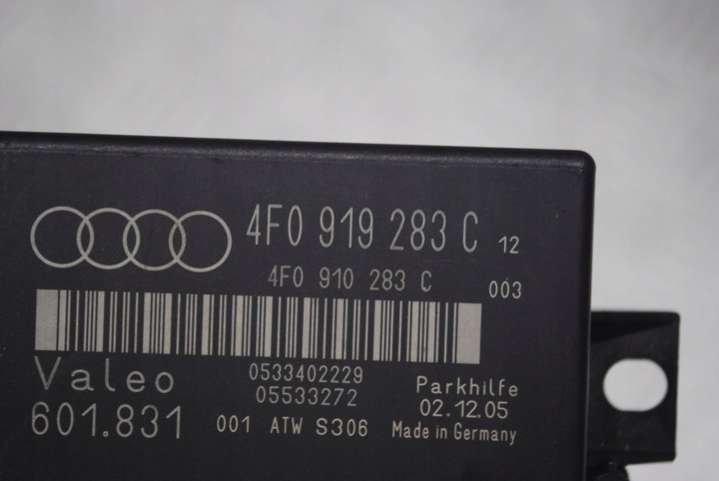 4F0 919 283 C 12
4F0 910 283 C 003
Valeo 0533402229 Parkhilfe
05533272 02.12.05
601.831 001 ATW S306 Made in Germany